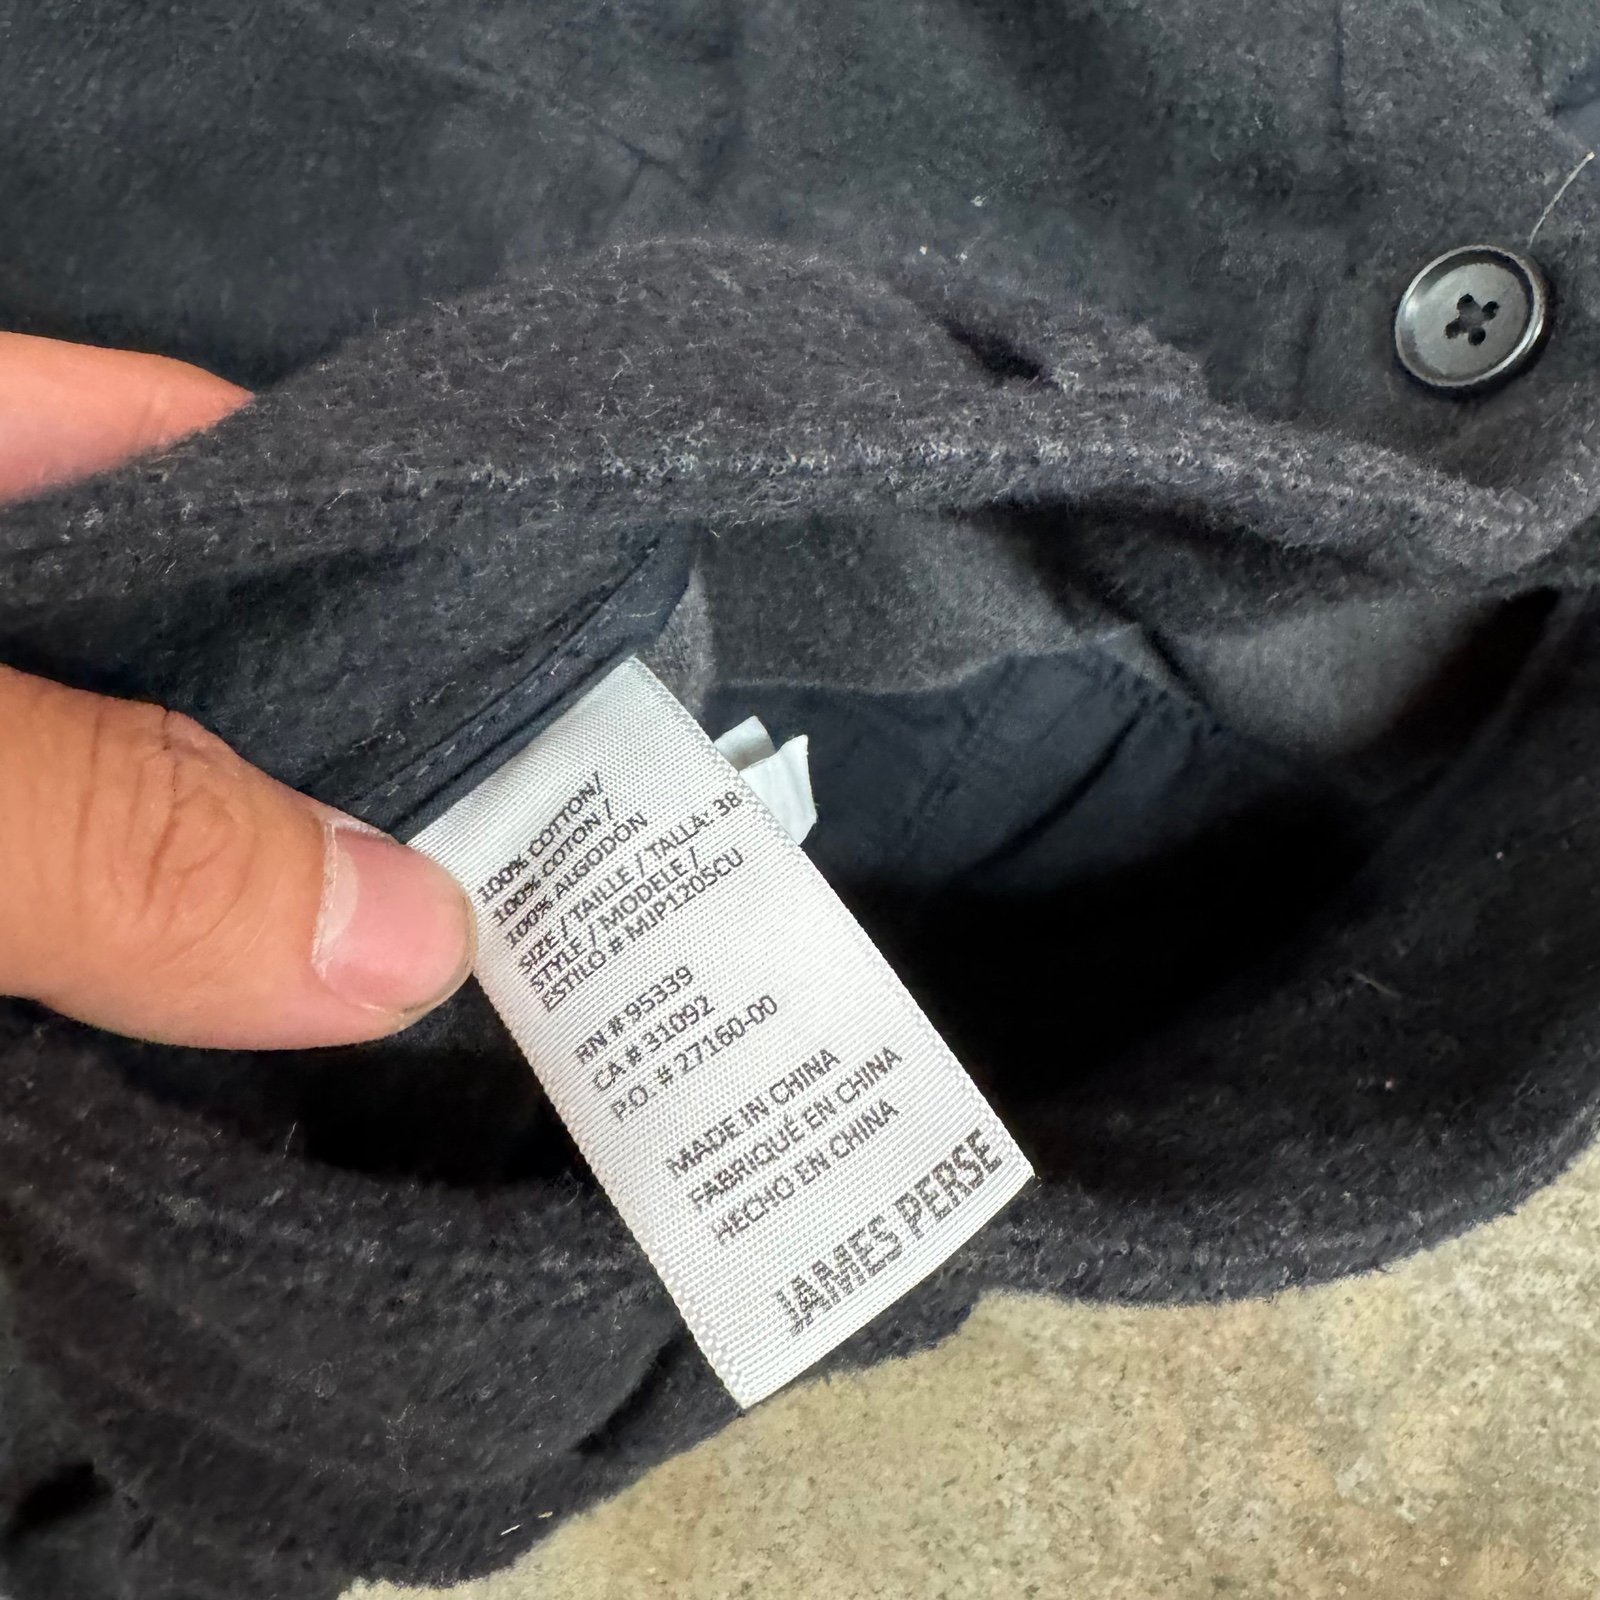 100% COTTON/
100% COTON /
100% ALGODÓN
SIZE / TAILLE / TALLA: 38
STYLE / MODELE /
ESTILO # MJP1205CU
RN # 95339
CA # 31092
P.O. # 27160-00
MADE IN CHINA
FABRIQUÉ EN CHINA
HECHO EN CHINA
JAMES PERSE